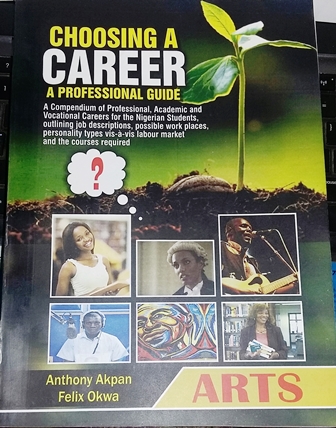 CHOOSING A
CAREER
A PROFESSIONAL GUIDE
A Compendium of Professional, Academic and
Vocational Careers for the Nigerian Students,
outlining job descriptions, possible work places,
personality types vis-à-vis labour market
and the courses required
?
Anthony Akpan
Felix Okwa
ARTS